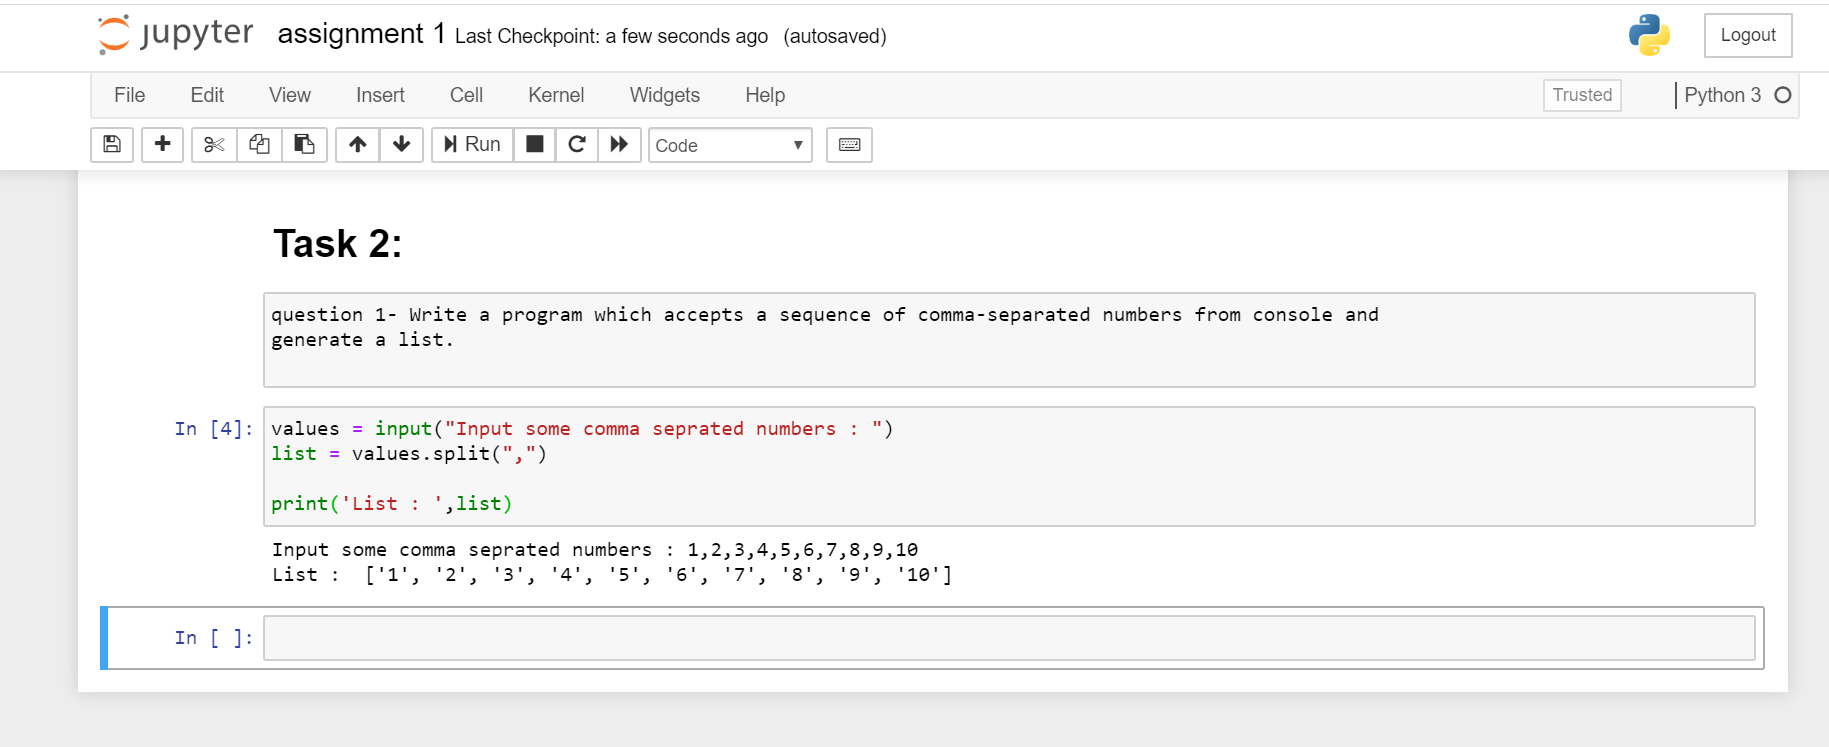 jupyter assignment 1 Last Checkpoint: a few seconds ago (autosaved) Logout
File Edit View Insert Cell Kernel Widgets Help Trusted Python 3
Run Code
Task 2:
question 1- Write a program which accepts a sequence of comma-separated numbers from console and
generate a list.
In [4]: values = input("Input some comma seprated numbers : ")
list = values.split(",")
print('List : ',list)
Input some comma seprated numbers : 1,2,3,4,5,6,7,8,9,10
List :  ['1', '2', '3', '4', '5', '6', '7', '8', '9', '10']
In [ ]: